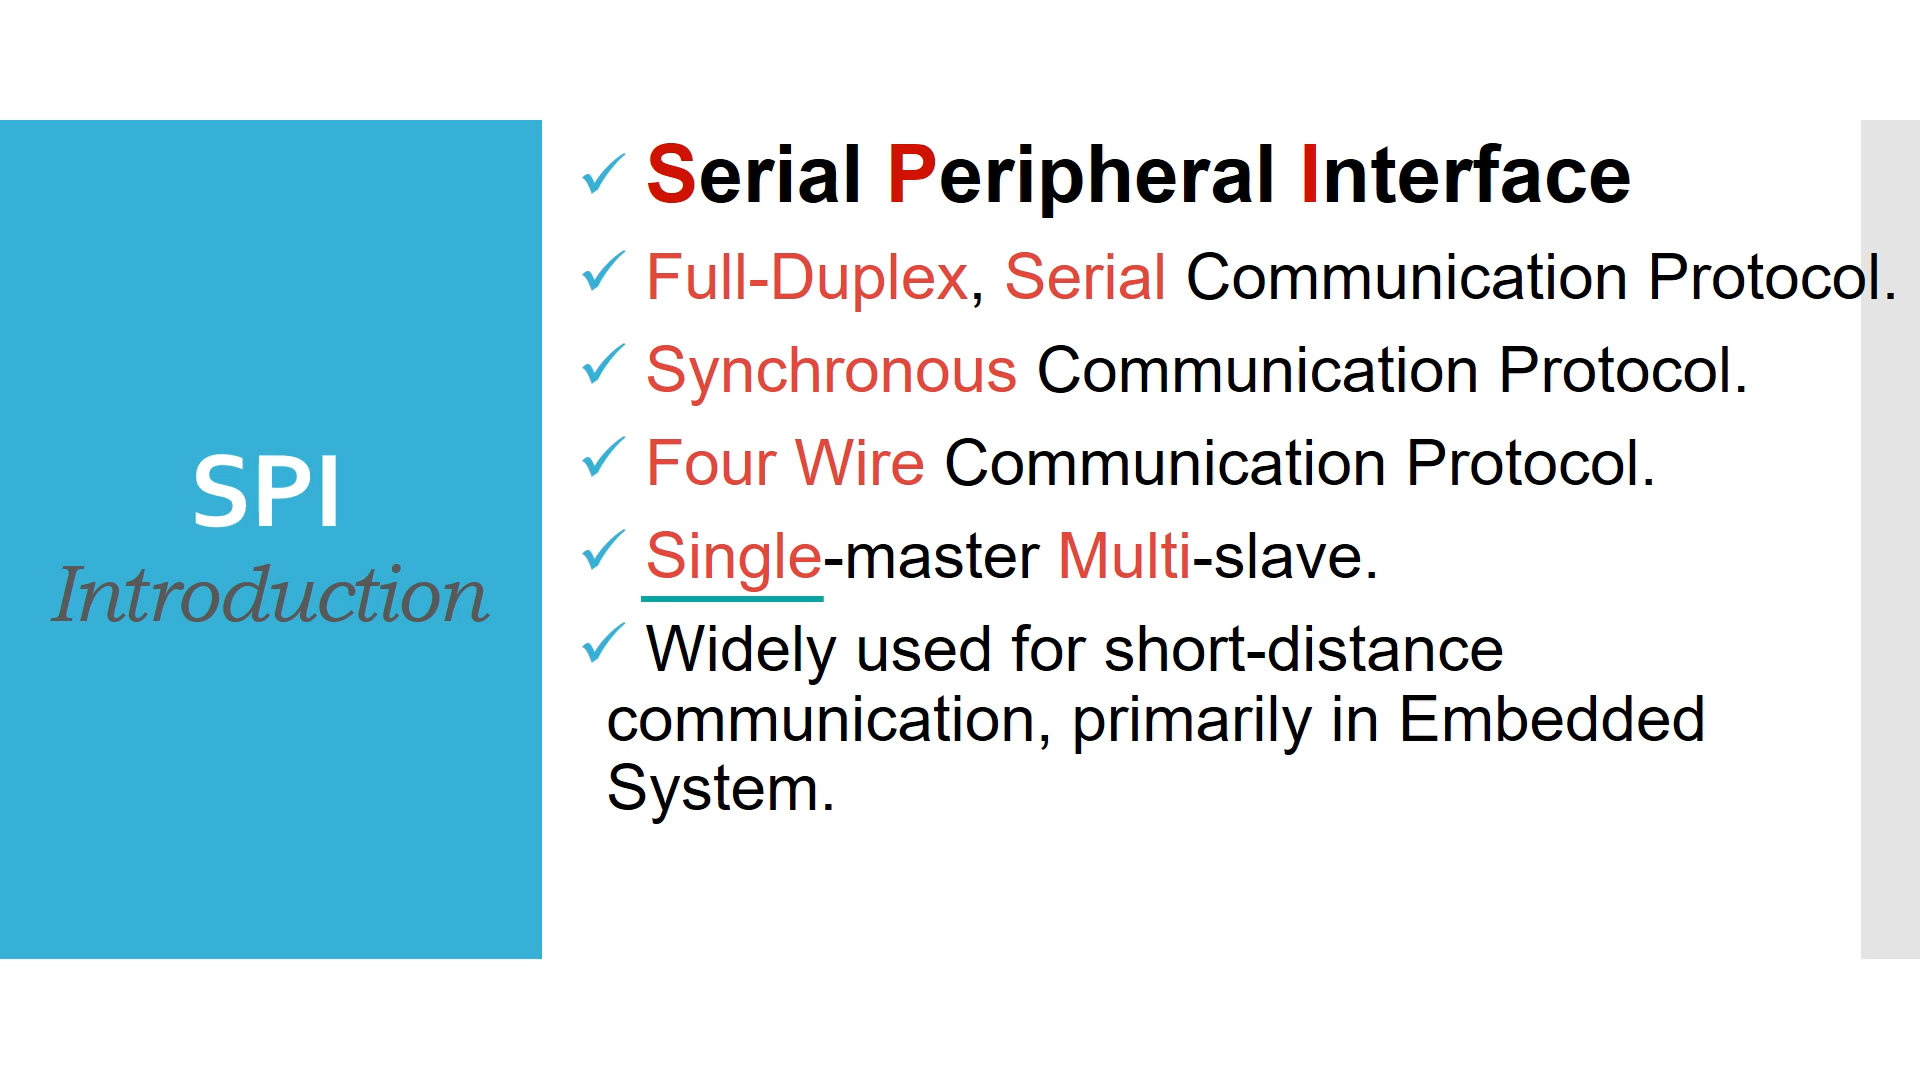 SPI
Introduction
Serial Peripheral Interface
Full-Duplex, Serial Communication Protocol.
Synchronous Communication Protocol.
Four Wire Communication Protocol.
Single-master Multi-slave.
Widely used for short-distance
communication, primarily in Embedded
System.